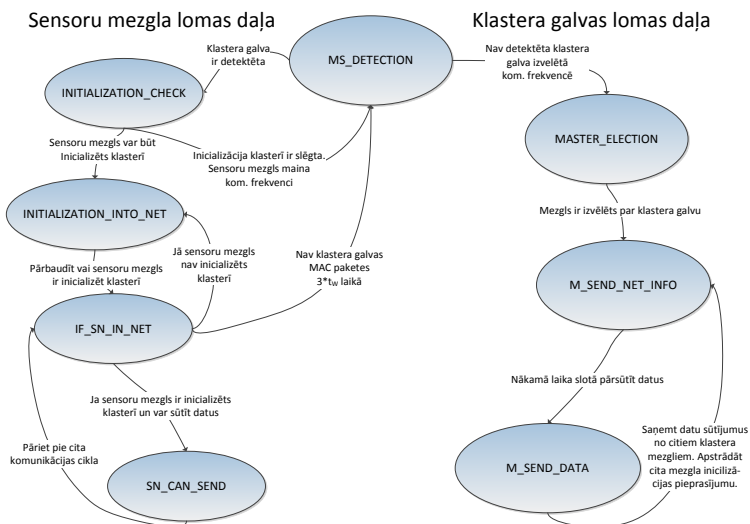 Sensoru mezgla lomas daļa
Klastera galvas lomas daļa
Klastera galva
ir detektēta
MS_DETECTION
Nav detektēta klastera
galva izvelētā
kom. frekvencē
INITIALIZATION_CHECK
MASTER_ELECTION
Sensoru mezgls var būt
Inicializēts klasterī
Inicializācija klasterī ir slēgta.
Sensoru mezgls maina
kom. frekvenci
INITIALIZATION_INTO_NET
Mezgls ir izvēlēts par klastera galvu
Pārbaudīt vai sensoru mezgls
ir inicializēt klasterī
Jā sensoru mezgls
nav inicializēts
klasterī
Nav klastera galvas
MAC paketes
3*tw laikā
M_SEND_NET_INFO
IF_SN_IN_NET
Nākamā laika slotā pārsūtīt datus
Ja sensoru mezgls ir inicializēts
klasterī un var sūtīt datus
Saņemt datu sūtījumus
no citiem klastera
mezgliem. Apstrādāt
cita mezgla inicilizā-
cijas pieprasījumu.
Pāriet pie cita
komunikācijas cikla
M_SEND_DATA
SN_CAN_SEND